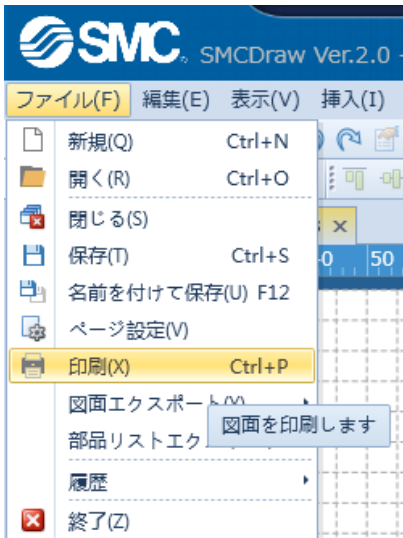 SMC. SMCDraw Ver.2.0 -
ファイル(F) 編集(E) 表示(V) 挿入(I)
新規(Q) Ctrl+N
開く(R) Ctrl+O
閉じる(S)
保存(T) Ctrl+S
名前を付けて保存(U) F12
ページ設定(V)
印刷(X) Ctrl+P
図面エクスポート
部品リストエク
図面を印刷します
履歴
終了(Z)
50